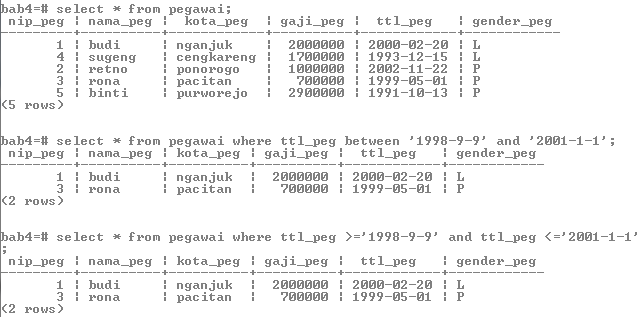 bab4=# select * from pegawai;
 nip_peg ¦ nama_peg ¦  kota_peg  ¦ gaji_peg ¦  ttl_peg   ¦ gender_peg
       1 ¦ budi     ¦ nganjuk    ¦  2000000 ¦ 2000-02-20 ¦ L
       4 ¦ sugeng   ¦ cengkareng ¦  1700000 ¦ 1993-12-15 ¦ L
       2 ¦ retno    ¦ ponorogo   ¦  1000000 ¦ 2002-11-22 ¦ P
       3 ¦ rona     ¦ pacitan    ¦   700000 ¦ 1999-05-01 ¦ P
       5 ¦ binti    ¦ purworejo  ¦  2900000 ¦ 1991-10-13 ¦ P
(5 rows)
bab4=# select * from pegawai where ttl_peg between '1998-9-9' and '2001-1-1';
 nip_peg ¦ nama_peg ¦ kota_peg ¦ gaji_peg ¦  ttl_peg   ¦ gender_peg
       1 ¦ budi     ¦ nganjuk  ¦  2000000 ¦ 2000-02-20 ¦ L
       3 ¦ rona     ¦ pacitan  ¦   700000 ¦ 1999-05-01 ¦ P
(2 rows)
bab4=# select * from pegawai where ttl_peg >='1998-9-9' and ttl_peg <='2001-1-1'
;
 nip_peg ¦ nama_peg ¦ kota_peg ¦ gaji_peg ¦  ttl_peg   ¦ gender_peg
       1 ¦ budi     ¦ nganjuk  ¦  2000000 ¦ 2000-02-20 ¦ L
       3 ¦ rona     ¦ pacitan  ¦   700000 ¦ 1999-05-01 ¦ P
(2 rows)